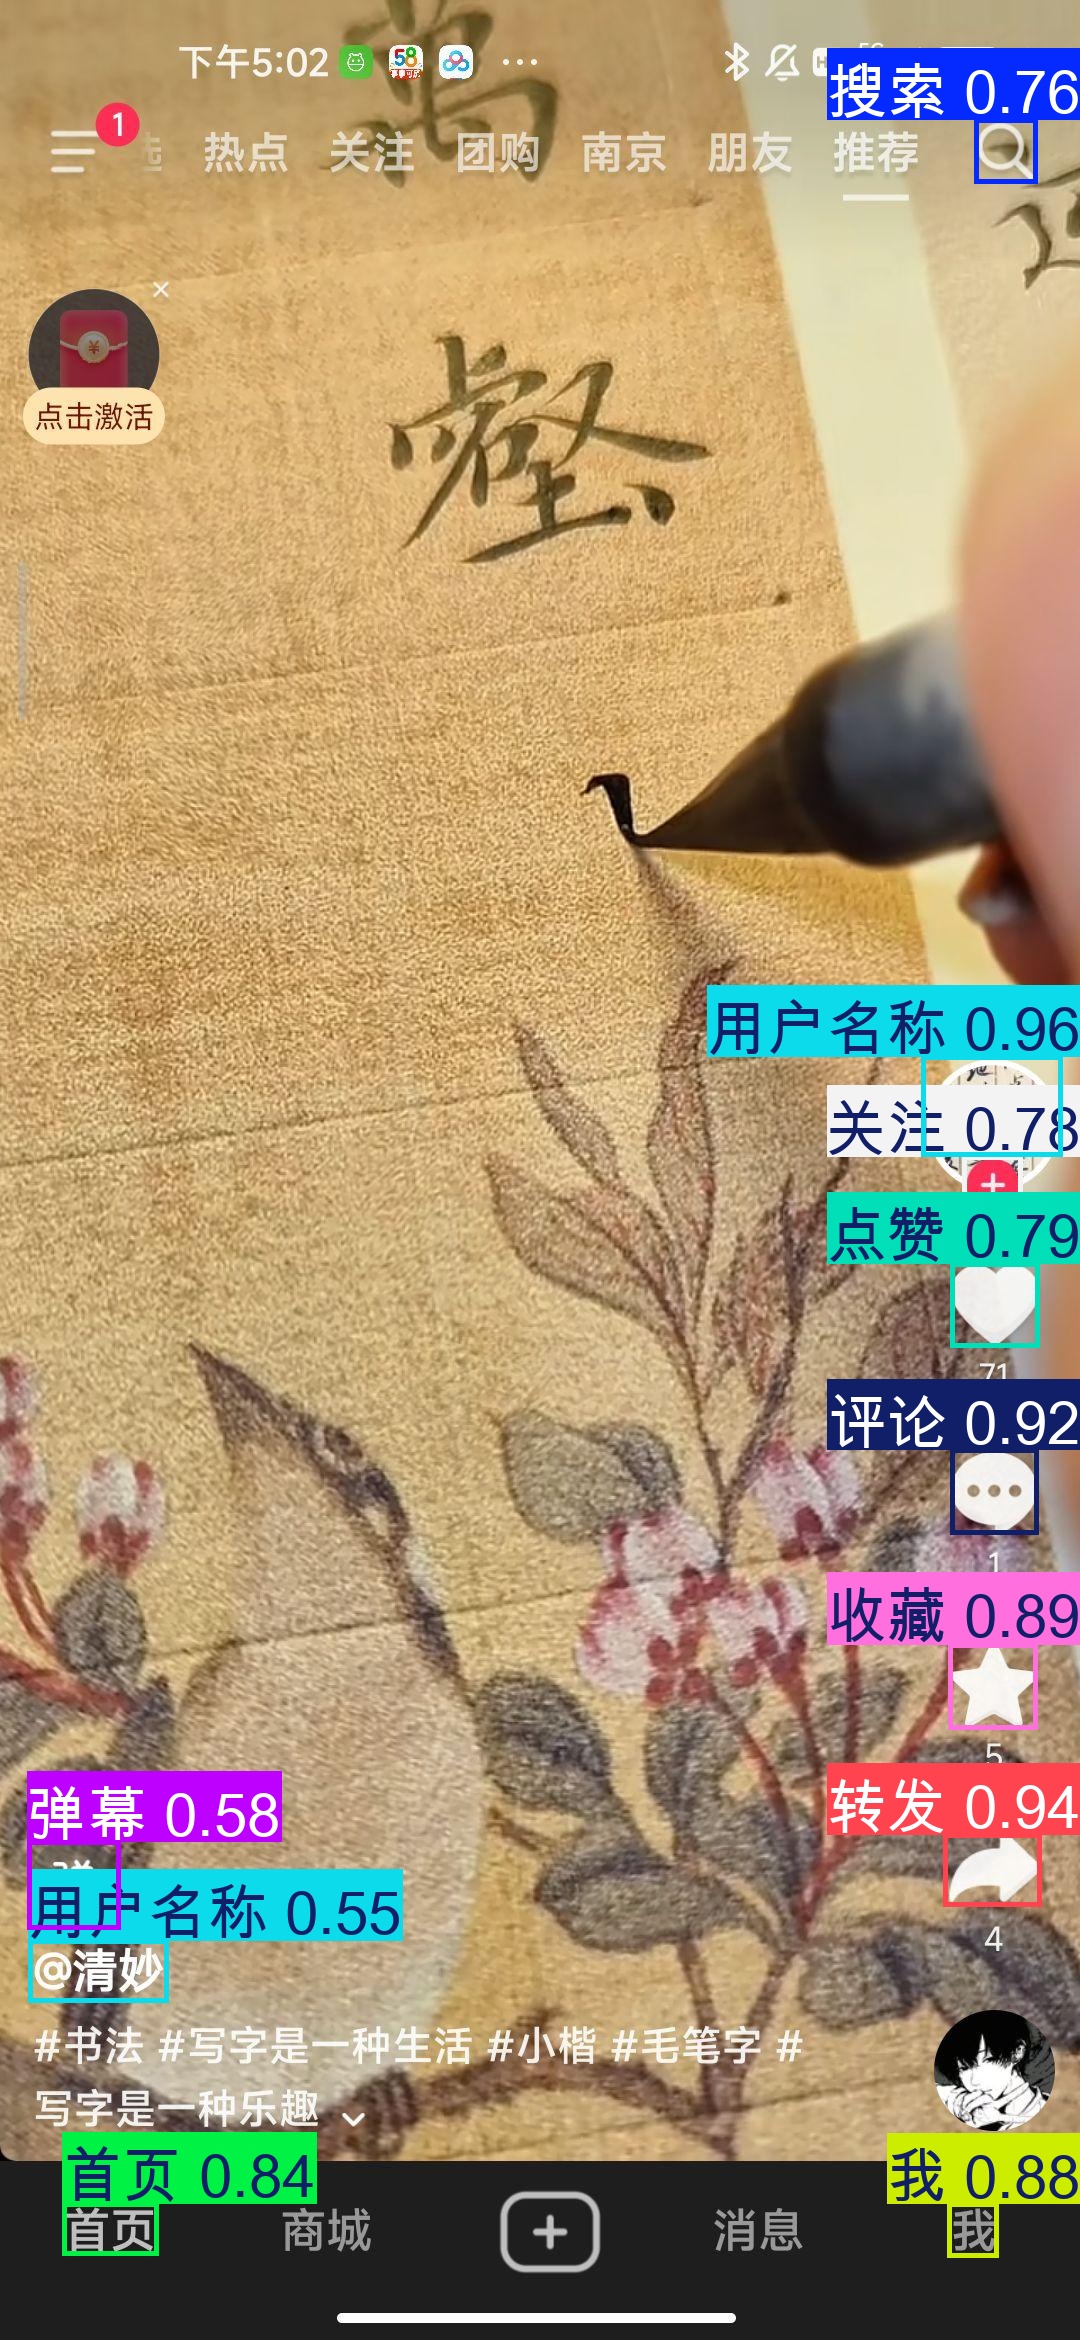 下午5:02
58
搜索 0.76
1
热点 关注 团购 南京 朋友 推荐
萬
壑
点击激活
用户名称 0.96
关注 0.78
点赞 0.79
71
评论 0.92
1
收藏 0.89
5
转发 0.94
4
弹幕 0.58
用户名称 0.55
@清妙
#书法 #写字是一种生活 #小楷 #毛笔字 #
写字是一种乐趣
首页 0.84
我 0.88
首页 商城 消息 我